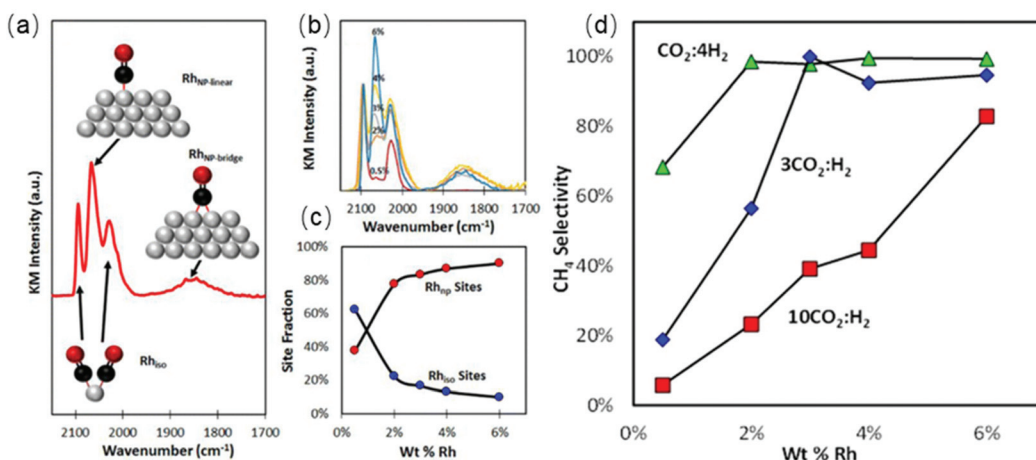 (a)
Rh_NP-linear
Rh_NP-bridge
Rh_iso
KM Intensity (a.u.)
2100 2000 1900 1800 1700
Wavenumber (cm⁻¹)
(b)
6%
4%
3%
2%
0.5%
KM Intensity (a.u.)
2100 2000 1900 1800 1700
Wavenumber (cm⁻¹)
(c)
100%
80%
60%
40%
20%
0%
Site Fraction
Rh_np Sites
Rh_iso Sites
0% 2% 4% 6%
Wt % Rh
(d)
100%
80%
60%
40%
20%
0%
CH₄ Selectivity
CO₂:4H₂
3CO₂:H₂
10CO₂:H₂
0% 2% 4% 6%
Wt % Rh